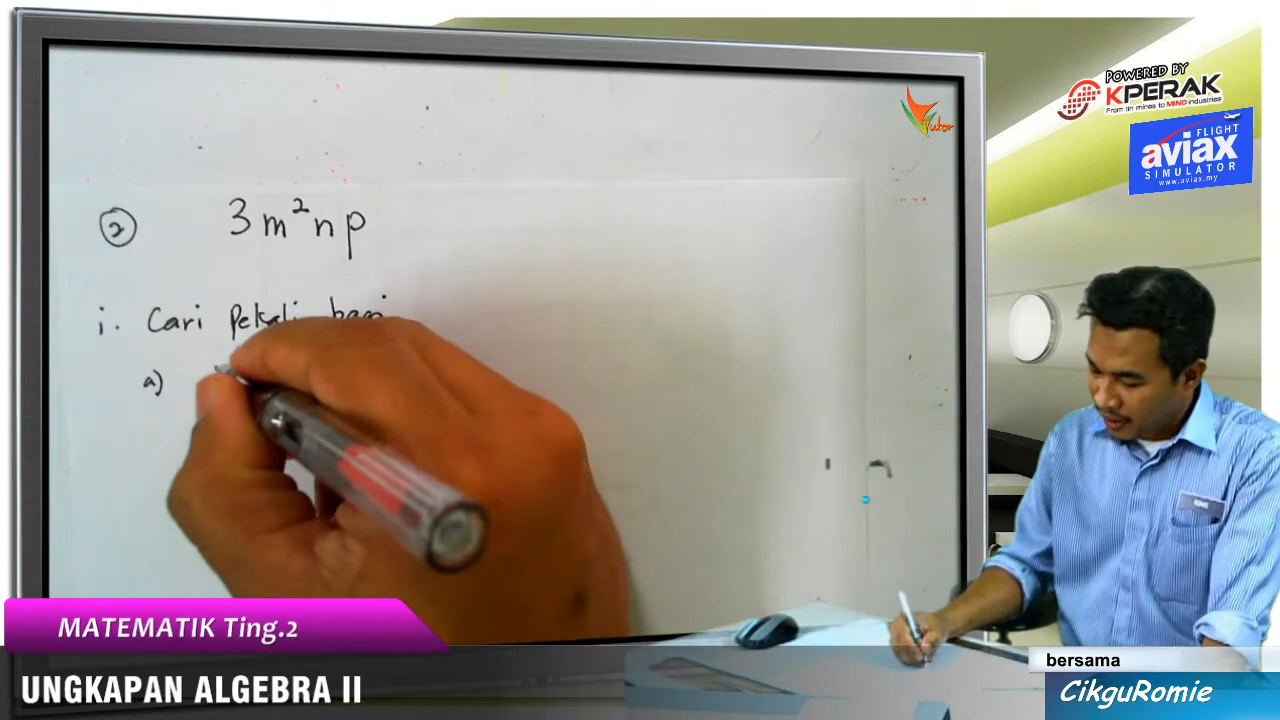 ② 3m²np
i. Cari Pekali bagi
a)
Tutor
POWERED BY
KPERAK
From tin mines to MIND industries
FLIGHT
aviax
SIMULATOR
www.aviax.my
MATEMATIK Ting.2
UNGKAPAN ALGEBRA II
bersama
CikguRomie